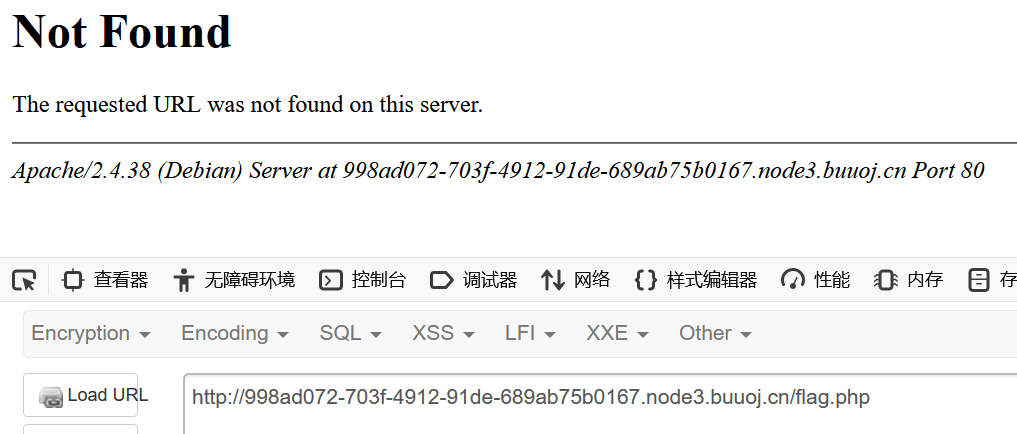 Not Found
The requested URL was not found on this server.
Apache/2.4.38 (Debian) Server at 998ad072-703f-4912-91de-689ab75b0167.node3.buuoj.cn Port 80
查看器 无障碍环境 控制台 调试器 网络 样式编辑器 性能 内存 存
Encryption Encoding SQL XSS LFI XXE Other
Load URL http://998ad072-703f-4912-91de-689ab75b0167.node3.buuoj.cn/flag.php